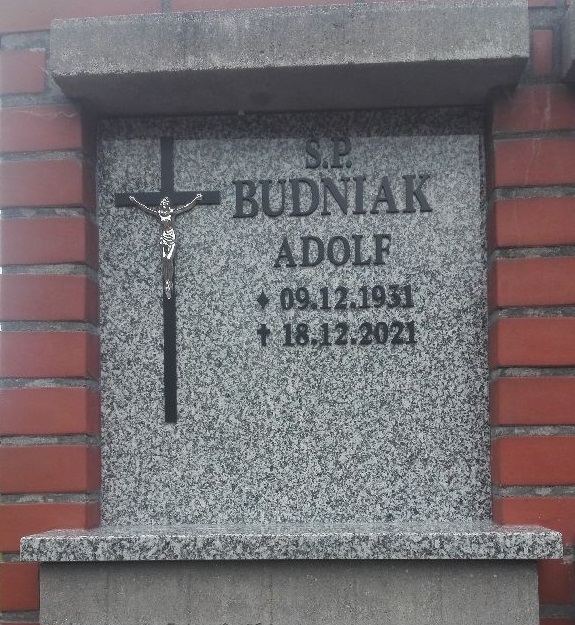 S.P.
BUDNIAK
ADOLF
♦ 09.12.1931
† 18.12.2021